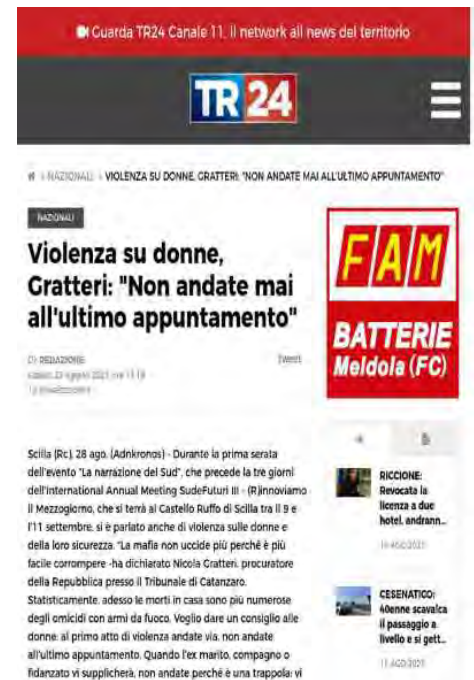 Guarda TR24 Canale 11, il network all news del territorio
TR24
NAZIONALI VIOLENZA SU DONNE, GRATTERI: "NON ANDATE MAI ALL'ULTIMO APPUNTAMENTO"
NAZIONALI
Violenza su donne,
Gratteri: "Non andate mai
all'ultimo appuntamento"
Di REDAZIONE
Tweet
FAM
BATTERIE
Meldola (FC)
Scilla (Rc), 28 ago. (Adnkronos) - Durante la prima serata
dell'evento "La narrazione del Sud", che precede la tre giorni
dell'International Annual Meeting SudeFuturi III - (R)innoviamo
il Mezzogiorno, che si terrà al Castello Ruffo di Scilla tra il 9 e
l'11 settembre, si è parlato anche di violenza sulle donne e
della loro sicurezza. "La mafia non uccide più perché è più
facile corrompere -ha dichiarato Nicola Gratteri, procuratore
della Repubblica presso il Tribunale di Catanzaro.
Statisticamente, adesso le morti in casa sono più numerose
degli omicidi con armi da fuoco. Voglio dare un consiglio alle
donne: al primo atto di violenza andate via, non andate
all'ultimo appuntamento. Quando l'ex marito, compagno o
fidanzato vi supplicherà, non andate perché è una trappola: vi
RICCIONE:
Revocata la
licenza a due
hotel, andrann...
CESENATICO:
40enne scavalca
il passaggio a
livello e si gett...